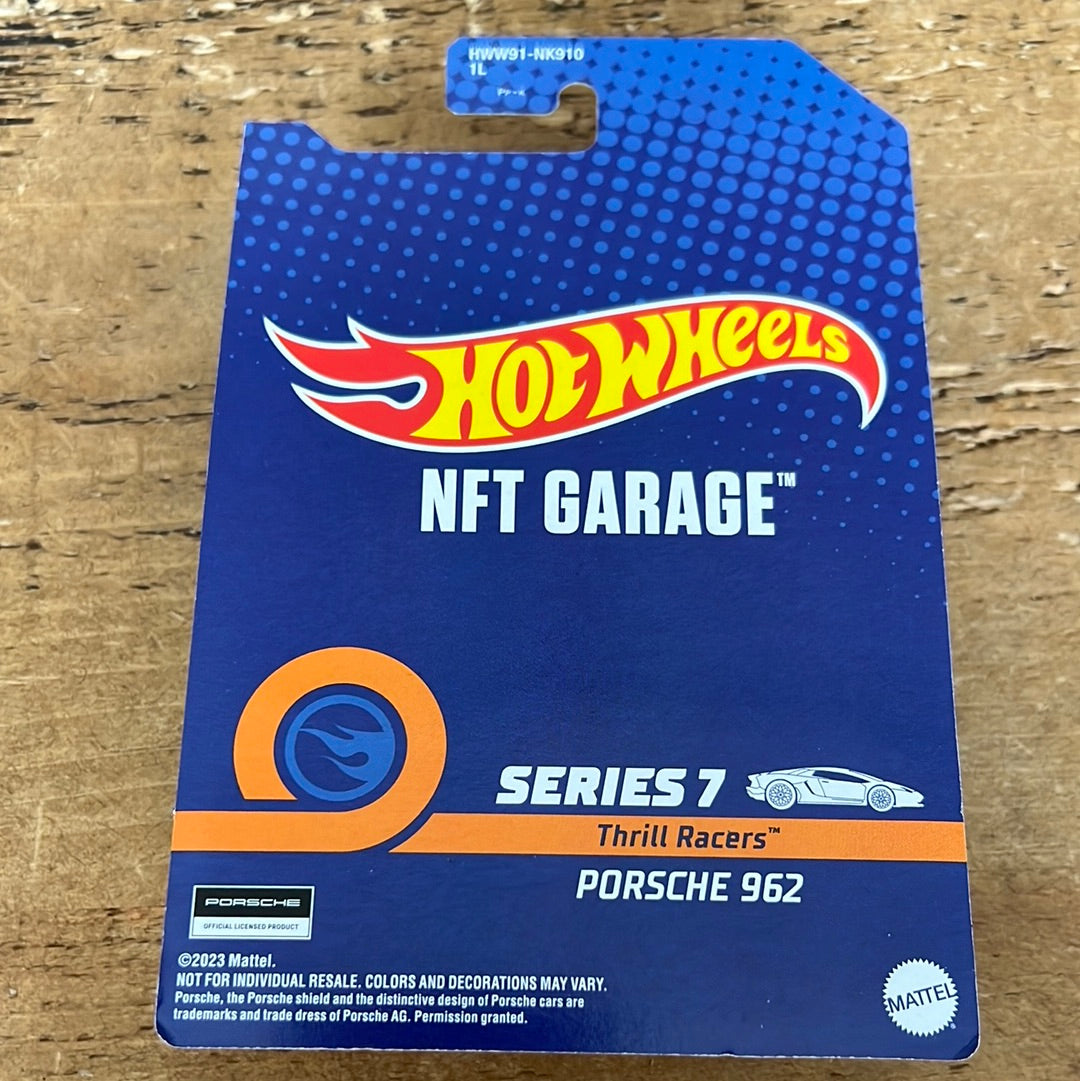 HWW91-NK910
1L
HOT WHEELS
NFT GARAGE™
SERIES 7
Thrill Racers™
PORSCHE 962
PORSCHE
OFFICIAL LICENSED PRODUCT
©2023 Mattel.
NOT FOR INDIVIDUAL RESALE. COLORS AND DECORATIONS MAY VARY.
Porsche, the Porsche shield and the distinctive design of Porsche cars are
trademarks and trade dress of Porsche AG. Permission granted.
MATTEL®